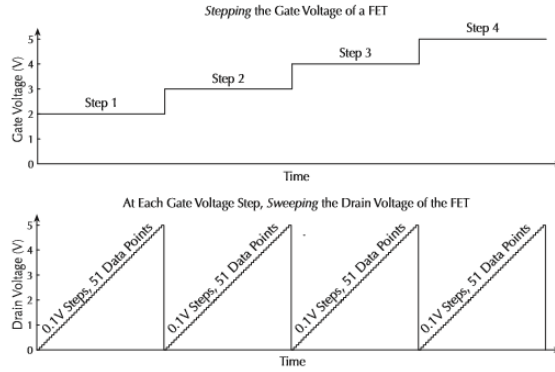 Stepping the Gate Voltage of a FET
Gate Voltage (V)
5
4
3
2
1
0
Step 1
Step 2
Step 3
Step 4
Time
At Each Gate Voltage Step, Sweeping the Drain Voltage of the FET
Drain Voltage (V)
5
4
3
2
1
0
0.1V Steps, 51 Data Points
0.1V Steps, 51 Data Points
0.1V Steps, 51 Data Points
0.1V Steps, 51 Data Points
Time